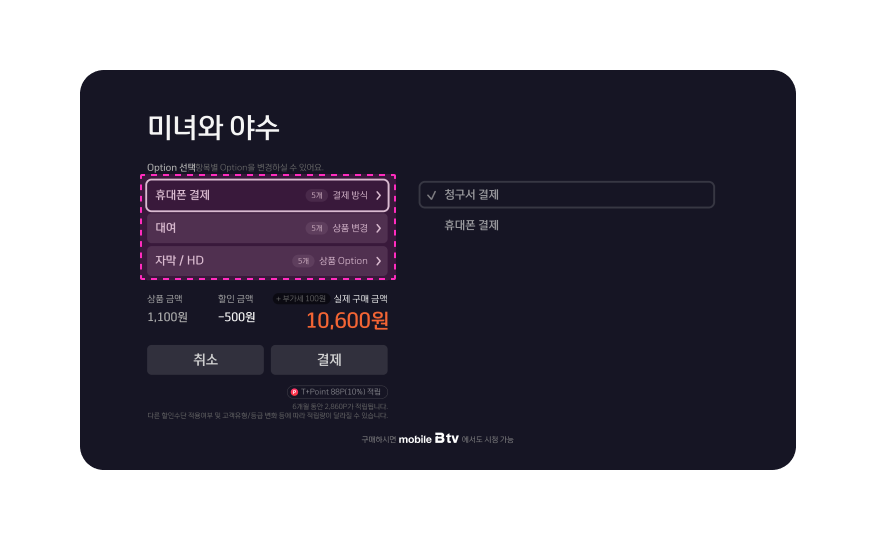 미녀와 야수
Option 선택항목별 Option을 변경하실 수 있어요.
휴대폰 결제 5개 결제 방식
대여 5개 상품 변경
자막 / HD 5개 상품 Option
청구서 결제
휴대폰 결제
상품 금액 할인 금액 + 부가세 100원 실제 구매 금액
1,100원 -500원 10,600원
취소 결제
P T+Point 88P(10%) 적립
6개월 동안 2,860P가 적립됩니다.
다른 할인수단 적용여부 및 고객유형/등급 변화 등에 따라 적립량이 달라질 수 있습니다.
구매하시면 mobile B tv 에서도 시청 가능